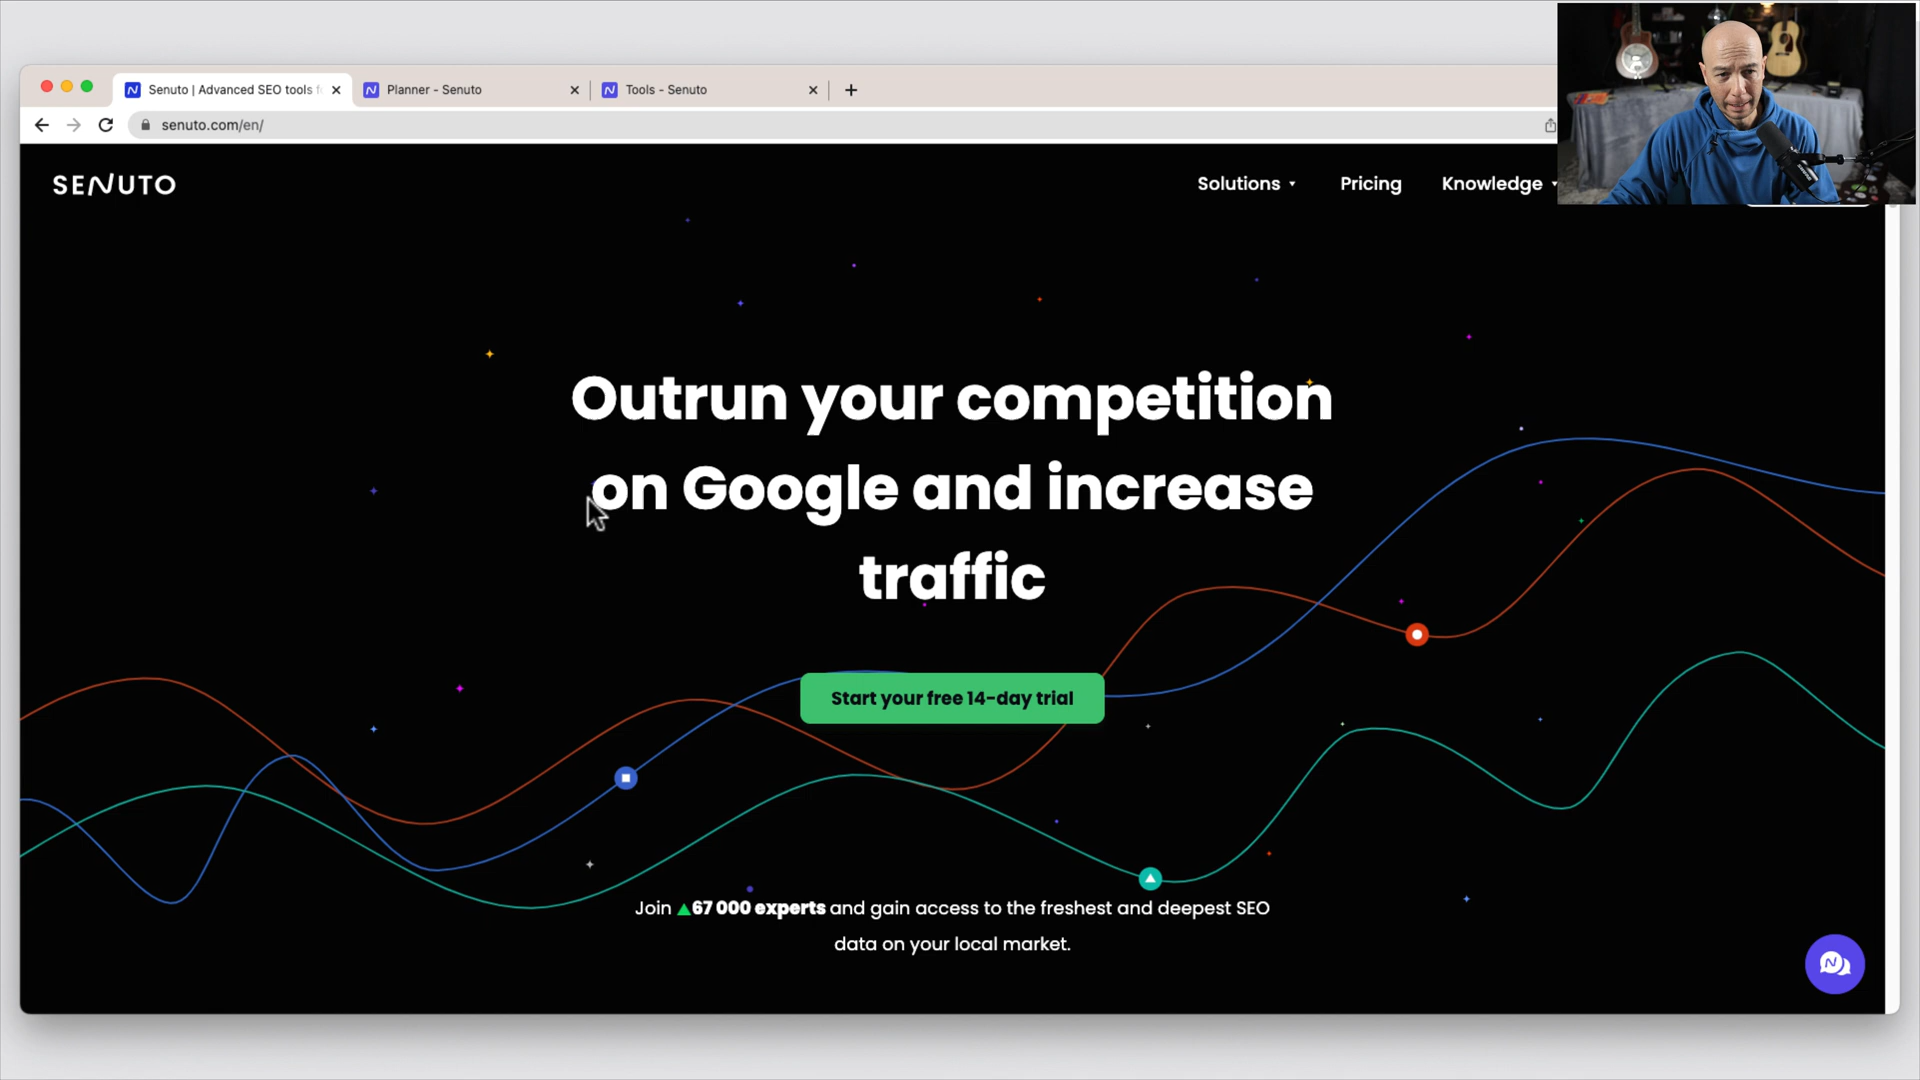 Senuto | Advanced SEO tools f
Planner - Senuto
Tools - Senuto
senuto.com/en/
SENUTO
Solutions
Pricing
Knowledge
Outrun your competition
on Google and increase
traffic
Start your free 14-day trial
Join ▲67 000 experts and gain access to the freshest and deepest SEO
data on your local market.